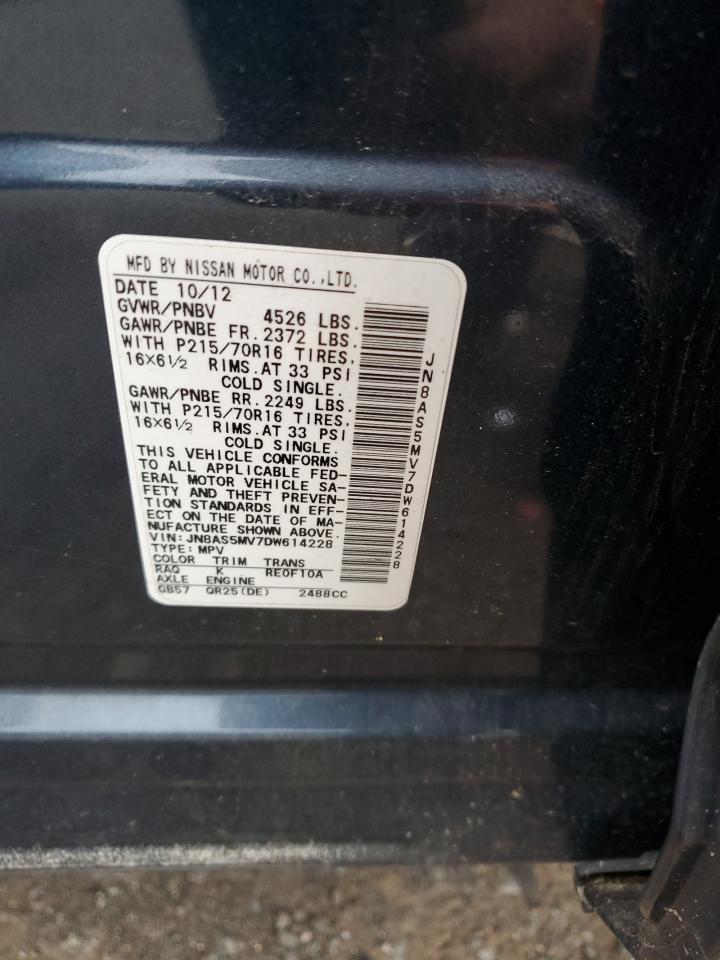 MFD BY NISSAN MOTOR CO.,LTD.
DATE 10/12
GVWR/PNBV 4526 LBS.
GAWR/PNBE FR. 2372 LBS.
WITH P215/70R16 TIRES,
16X6½ RIMS.AT 33 PSI
COLD SINGLE.
GAWR/PNBE RR. 2249 LBS.
WITH P215/70R16 TIRES,
16X6½ RIMS.AT 33 PSI
COLD SINGLE.
THIS VEHICLE CONFORMS
TO ALL APPLICABLE FED-
ERAL MOTOR VEHICLE SA-
FETY AND THEFT PREVEN-
TION STANDARDS IN EFF-
ECT ON THE DATE OF MA-
NUFACTURE SHOWN ABOVE.
VIN: JN8AS5MV7DW614228
TYPE: MPV
COLOR TRIM TRANS
RAQ K RE0F10A
AXLE ENGINE
GB57 QR25(DE) 2488CC
JN8AS5MV7DW614228